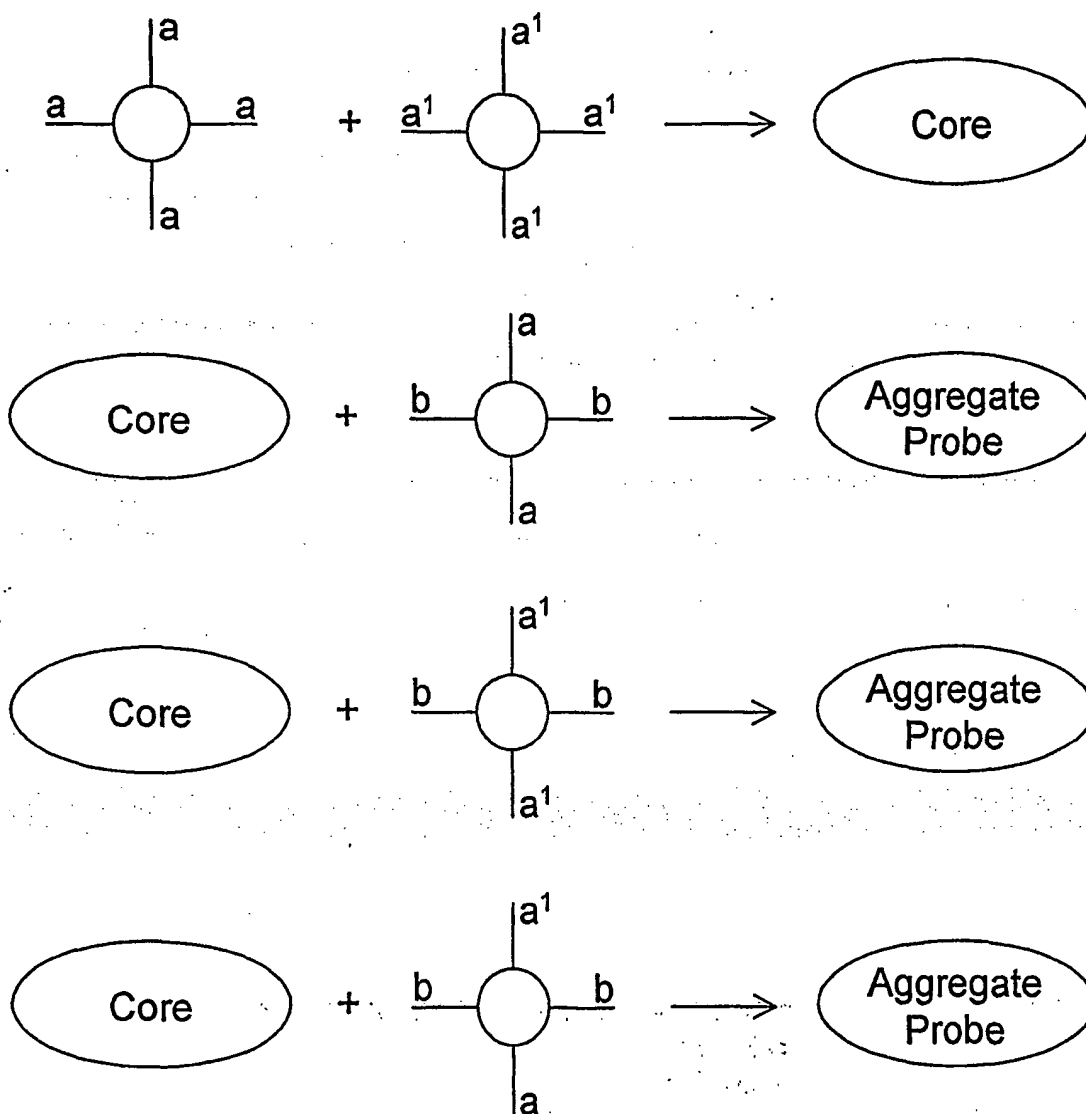 a
a a
a
+
a¹
a¹ a¹
a¹
Core
Core
+
a
b b
a
Aggregate
Probe
Core
+
a¹
b b
a¹
Aggregate
Probe
Core
+
a¹
b b
a
Aggregate
Probe